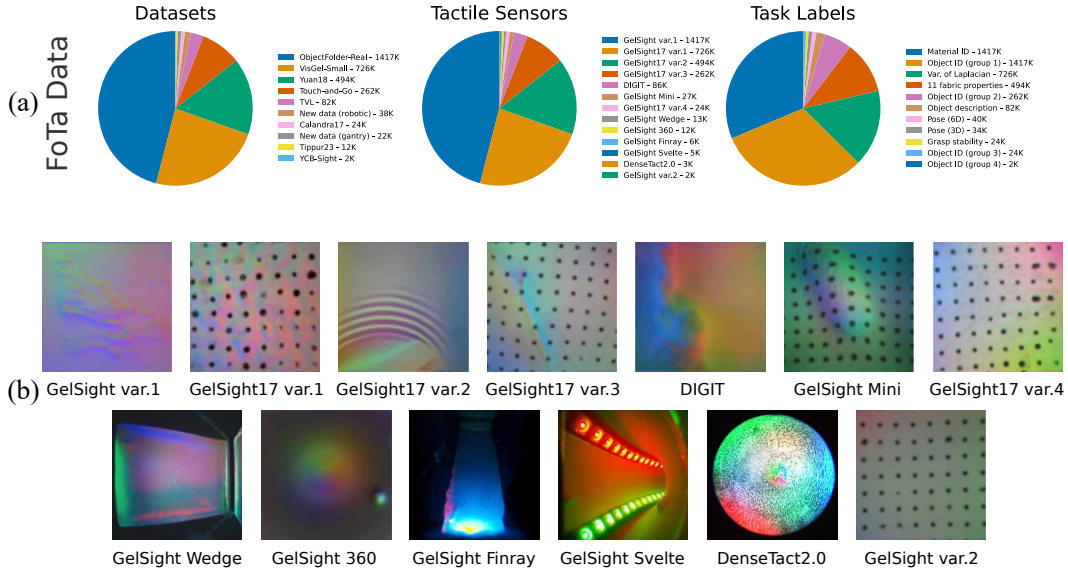 Datasets
Tactile Sensors
Task Labels
(a)
FoTa Data
ObjectFolder-Real – 1417K
VisGel-Small – 726K
Yuan18 – 494K
Touch-and-Go – 262K
TVL – 82K
New data (robotic) – 38K
Calandra17 – 24K
New data (gantry) – 22K
Tippur23 – 12K
YCB-Sight – 2K
GelSight var.1 – 1417K
GelSight17 var.1 – 726K
GelSight17 var.2 – 494K
GelSight17 var.3 – 262K
DIGIT – 86K
GelSight Mini – 27K
GelSight17 var.4 – 24K
GelSight Wedge – 13K
GelSight 360 – 12K
GelSight Finray – 6K
GelSight Svelte – 5K
DenseTact2.0 – 3K
GelSight var.2 – 2K
Material ID – 1417K
Object ID (group 1) – 1417K
Var. of Laplacian – 726K
11 fabric properties – 494K
Object ID (group 2) – 262K
Object description – 82K
Pose (6D) – 40K
Pose (3D) – 34K
Grasp stability – 24K
Object ID (group 3) – 24K
Object ID (group 4) – 2K
(b)
GelSight var.1
GelSight17 var.1
GelSight17 var.2
GelSight17 var.3
DIGIT
GelSight Mini
GelSight17 var.4
GelSight Wedge
GelSight 360
GelSight Finray
GelSight Svelte
DenseTact2.0
GelSight var.2